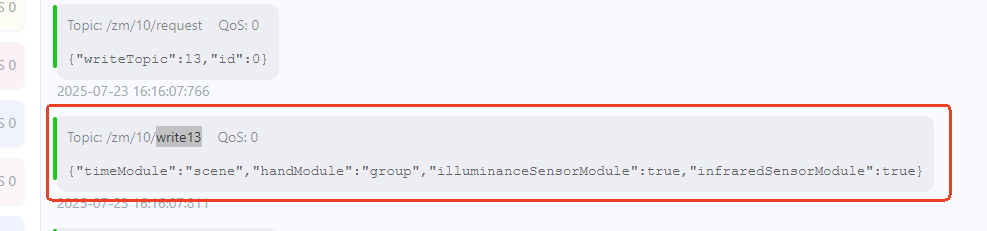 S 0
Topic: /zm/10/request QoS: 0
{"writeTopic":13,"id":0}
S 0
2025-07-23 16:16:07:766
S 0
Topic: /zm/10/write13 QoS: 0
{"timeModule":"scene","handModule":"group","illuminanceSensorModule":true,"infraredSensorModule":true}
S 0
2025-07-23 16:16:07:811